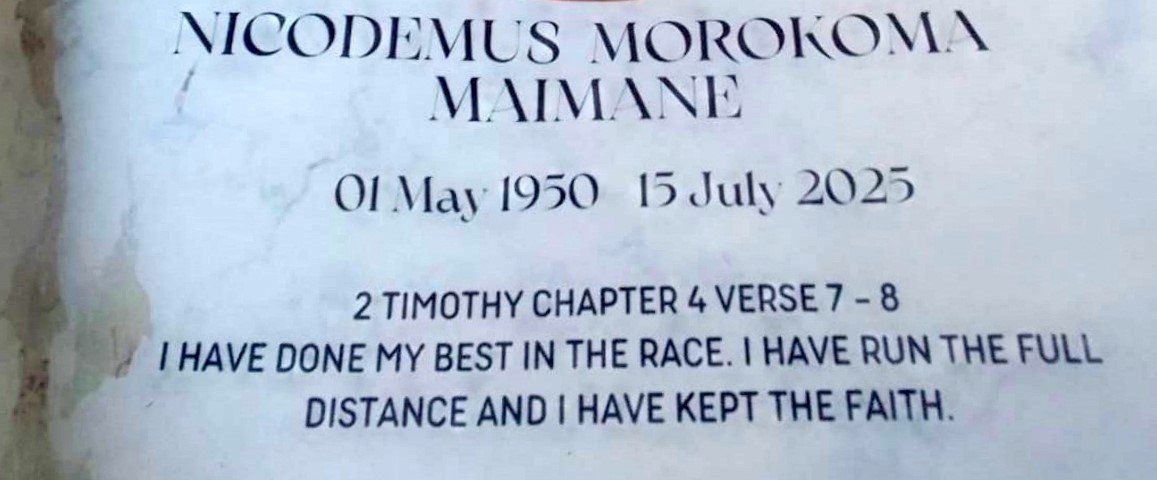 NICODEMUS MOROKOMA
MAIMANE
01 May 1950 15 July 2025
2 TIMOTHY CHAPTER 4 VERSE 7 - 8
I HAVE DONE MY BEST IN THE RACE. I HAVE RUN THE FULL
DISTANCE AND I HAVE KEPT THE FAITH.